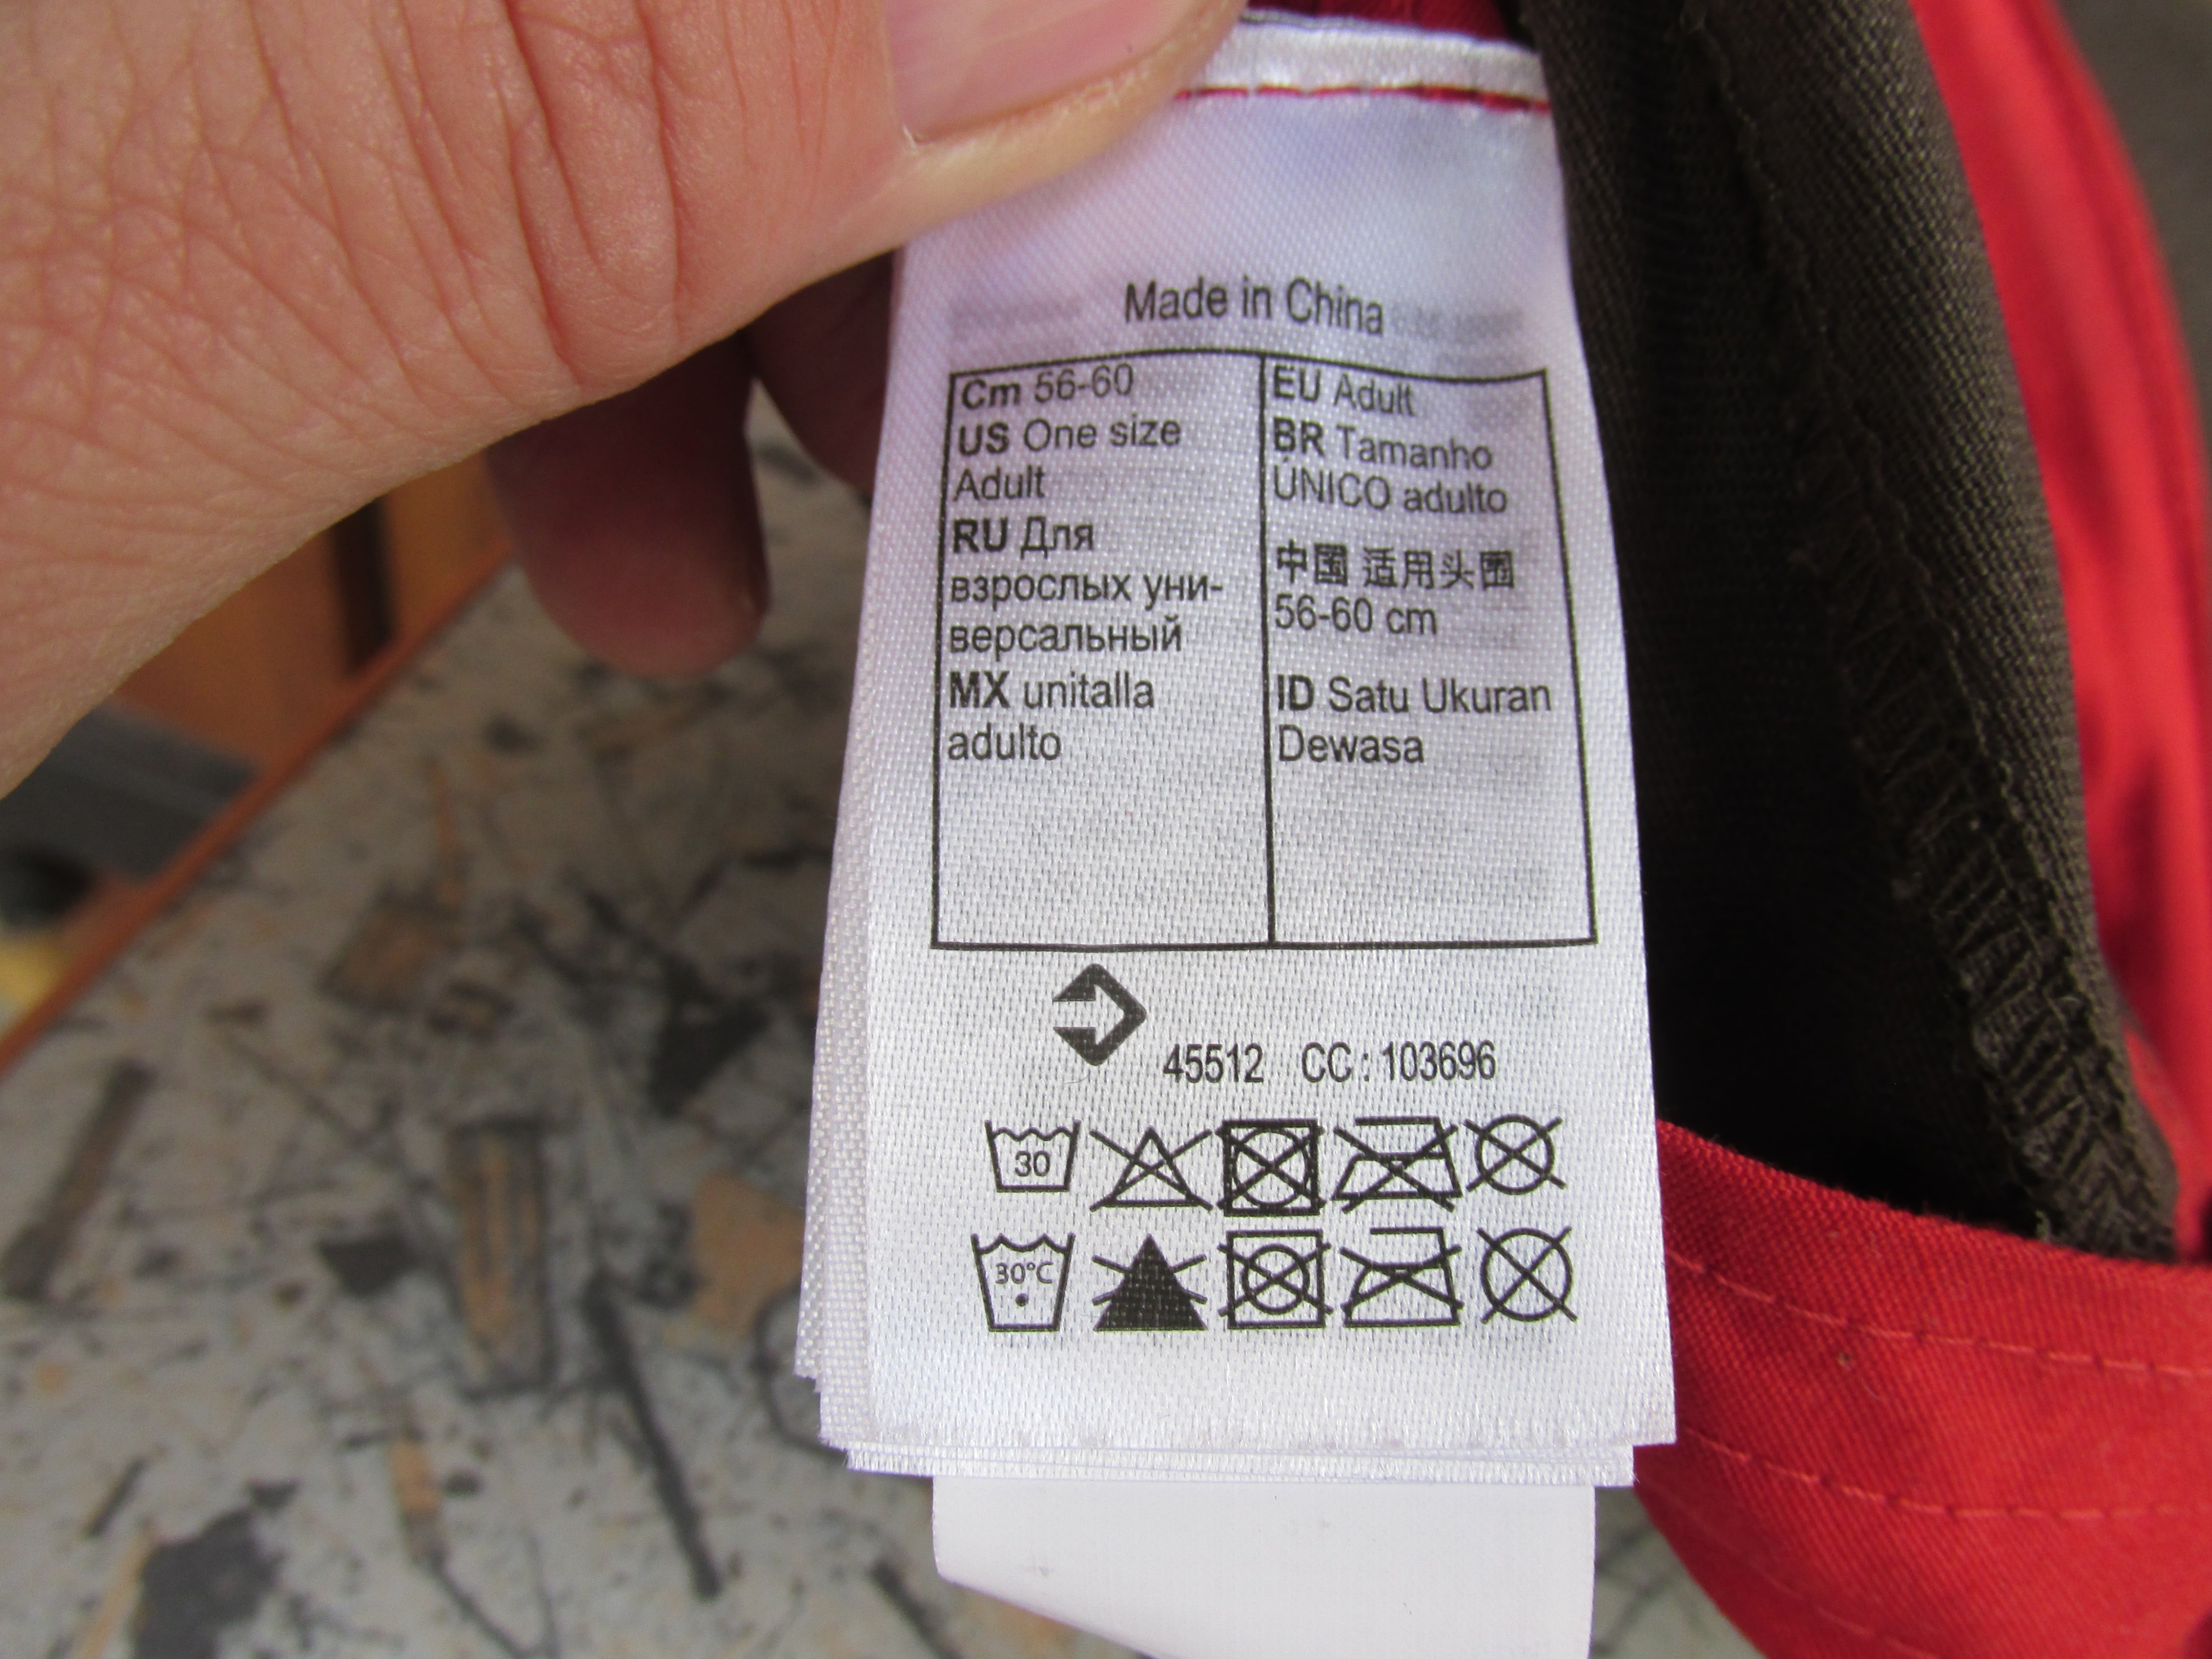 Made in China
Cm 56-60
US One size
Adult
RU Для
взрослых уни-
версальный
MX unitalla
adulto
EU Adult
BR Tamanho
ÚNICO adulto
中国 适用头围
56-60 cm
ID Satu Ukuran
Dewasa
45512 CC : 103696
30
30°C